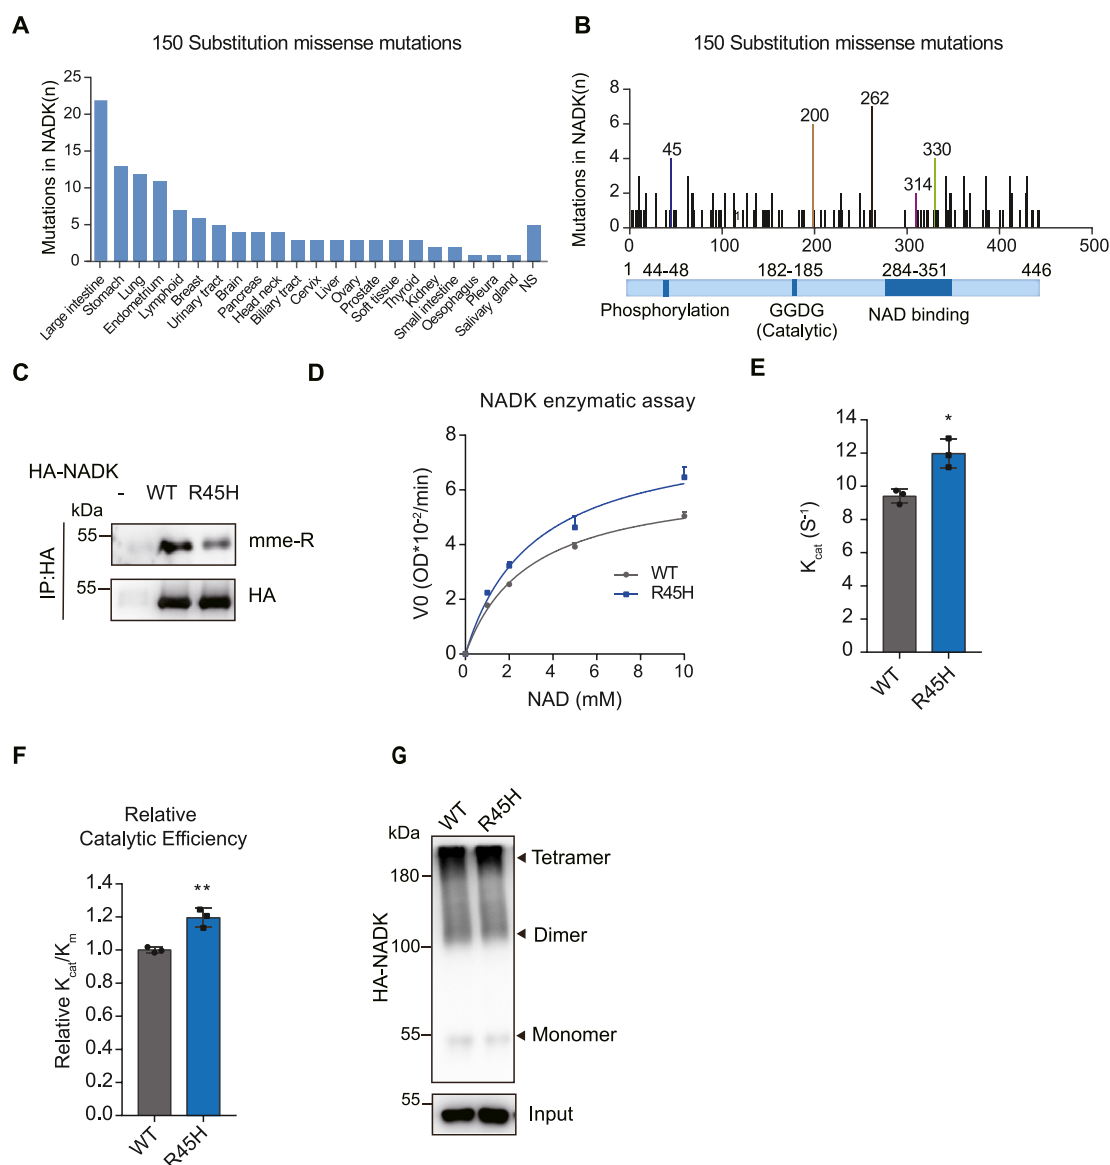 A
150 Substitution missense mutations
Mutations in NADK(n)
25
20
15
10
5
0
Large intestine
Stomach
Lung
Endometrium
Lymphoid
Breast
Urinary tract
Brain
Pancreas
Head neck
Biliary tract
Cervix
Liver
Ovary
Prostate
Soft tissue
Thyroid
Kidney
Small intestine
Oesophagus
Pleura
Salivary gland
NS
B
150 Substitution missense mutations
Mutations in NADK(n)
8
6
4
2
0
45
200
262
314
330
1
0 100 200 300 400 500
1 44-48 182-185 284-351 446
Phosphorylation GGDG NAD binding
(Catalytic)
C
HA-NADK
- WT R45H
kDa
55
mme-R
55
HA
IP:HA
D
NADK enzymatic assay
V0 (OD*10-2/min)
8
6
4
2
0
WT
R45H
0 2 4 6 8 10
NAD (mM)
E
Kcat (S-1)
14
12
10
8
6
4
2
0
*
WT
R45H
F
Relative
Catalytic Efficiency
Relative Kcat/Km
1.4
1.2
1.0
0.8
0.6
0.4
0.2
0.0
**
WT
R45H
G
WT R45H
kDa
HA-NADK
Tetramer
180
Dimer
100
55
Monomer
55
Input